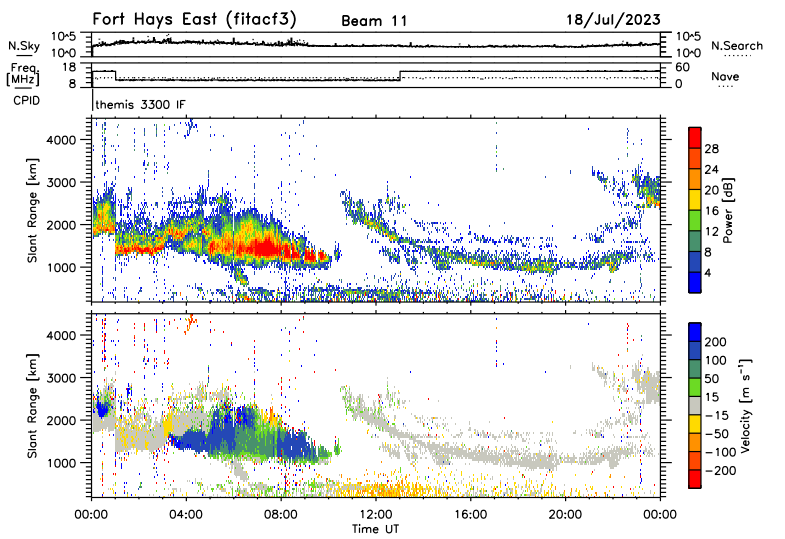 Fort Hays East (fitacf3) Beam 11 18/Jul/2023
N.Sky 10^5 10^0 10^5 10^0 N.Search
Freq. [MHz] 18 8 60 0 Nave
CPID themis 3300 IF
Slant Range [km]
4000
3000
2000
1000
Power [dB]
28
24
20
16
12
8
4
Slant Range [km]
4000
3000
2000
1000
Velocity [m s⁻¹]
200
100
50
15
−15
−50
−100
−200
00:00 04:00 08:00 12:00 16:00 20:00 00:00
Time UT